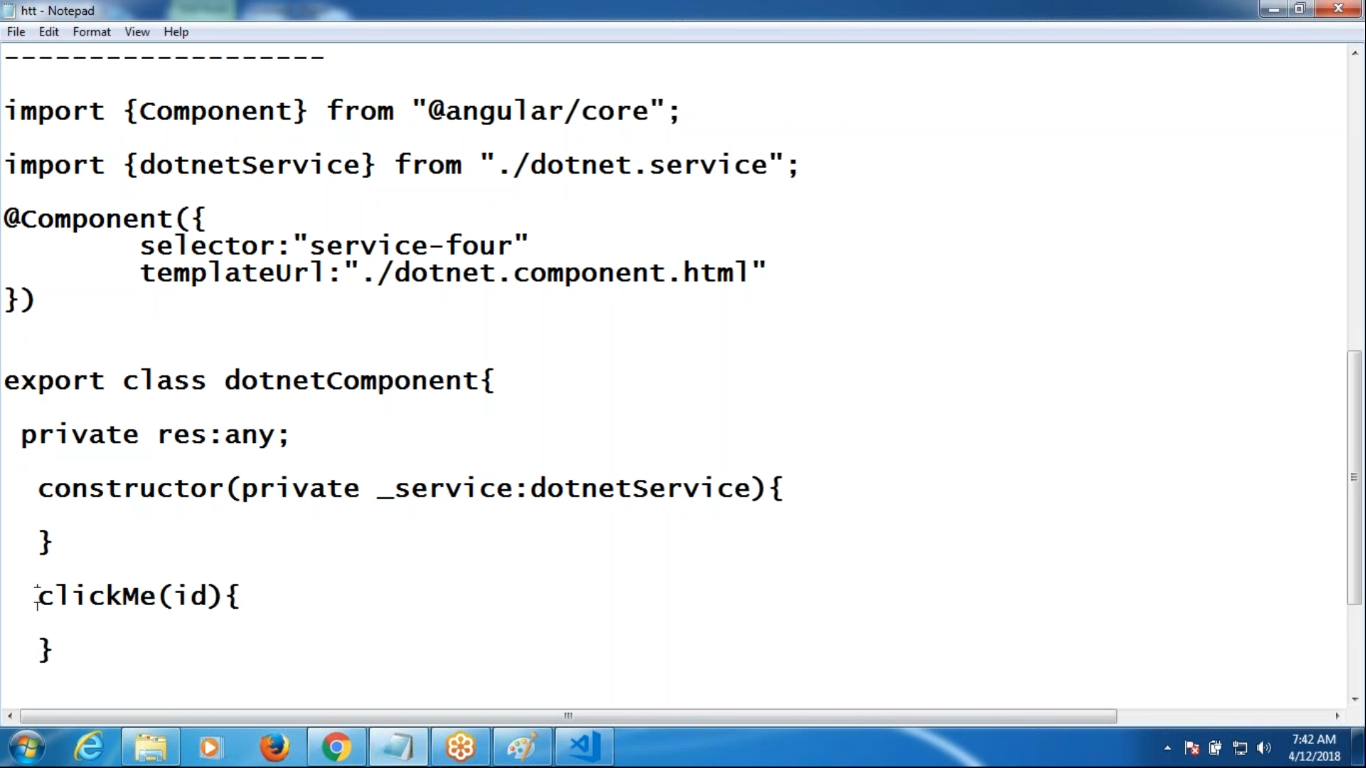 htt - Notepad
File Edit Format View Help
-------------------
import {Component} from "@angular/core";
import {dotnetService} from "./dotnet.service";
@Component({
selector:"service-four"
templateUrl:"./dotnet.component.html"
})
export class dotnetComponent{
private res:any;
constructor(private _service:dotnetService){
}
clickMe(id){
}
7:42 AM
4/12/2018